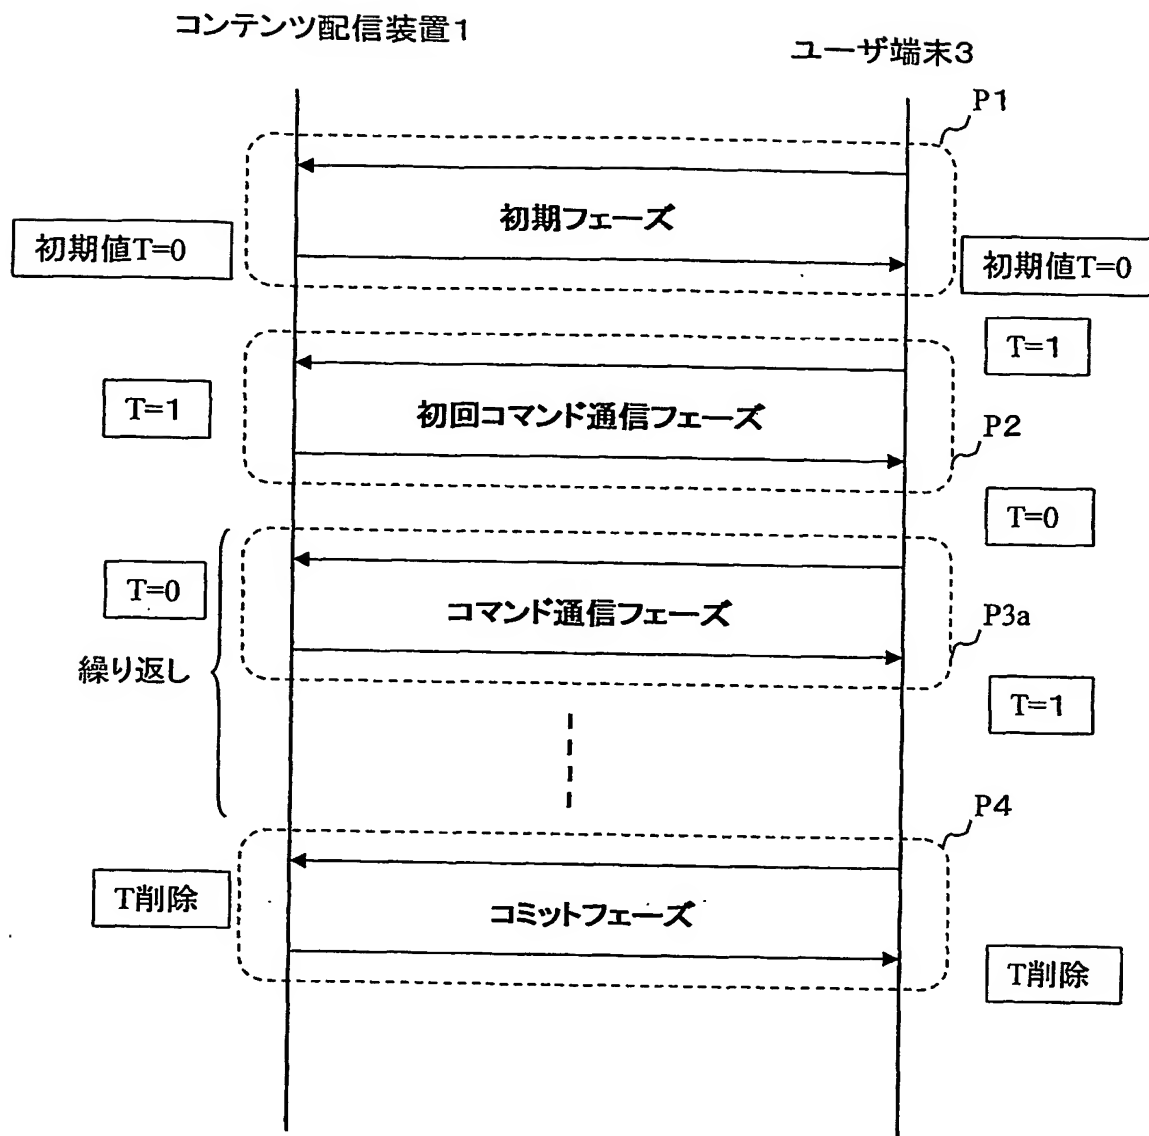 コンテンツ配信装置1
ユーザ端末3
P1
初期フェーズ
初期値T=0
初期値T=0
T=1
T=1
初回コマンド通信フェーズ
P2
T=0
T=0
コマンド通信フェーズ
P3a
繰り返し
T=1
P4
T削除
コミットフェーズ
T削除